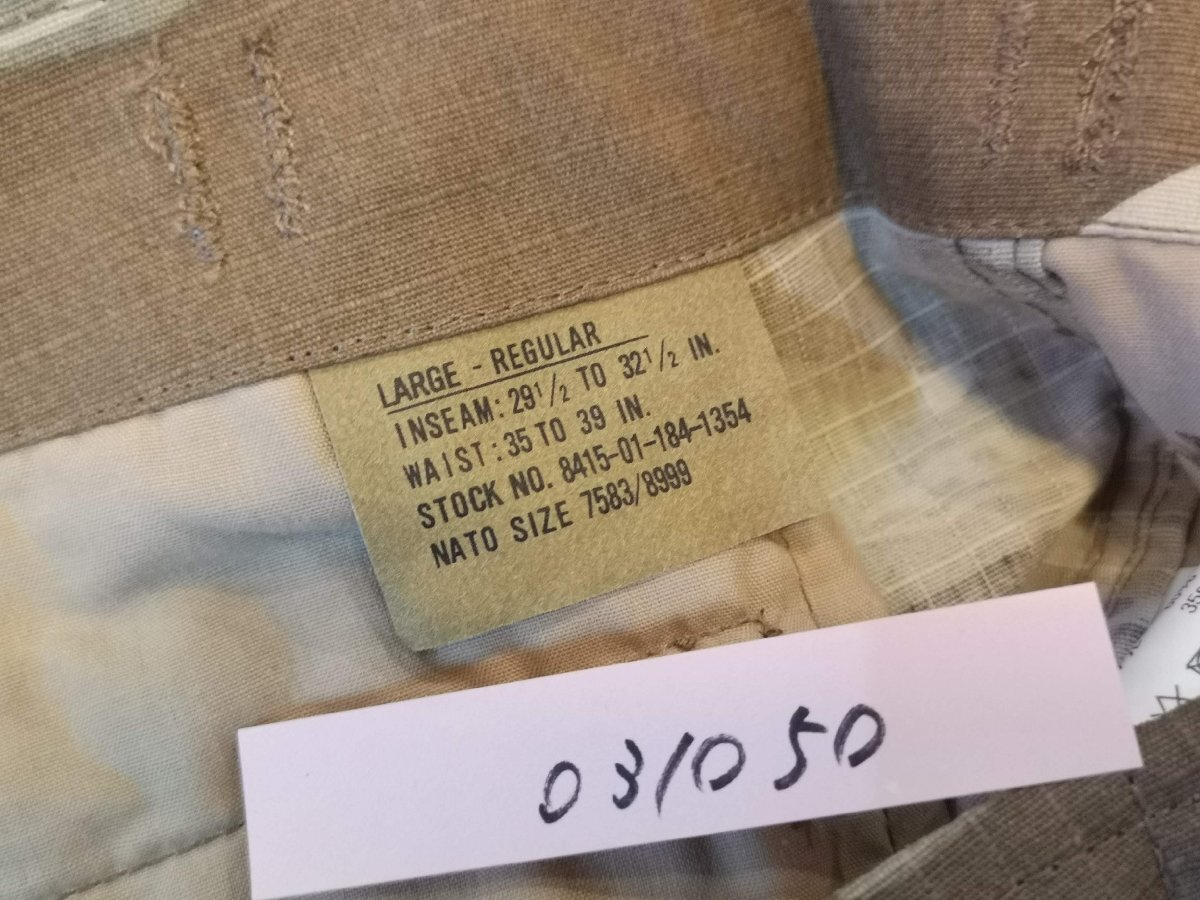 LARGE - REGULAR
INSEAM: 29 1/2 TO 32 1/2 IN.
WAIST: 35 TO 39 IN.
STOCK NO. 8415-01-184-1354
NATO SIZE 7583/8999
031050